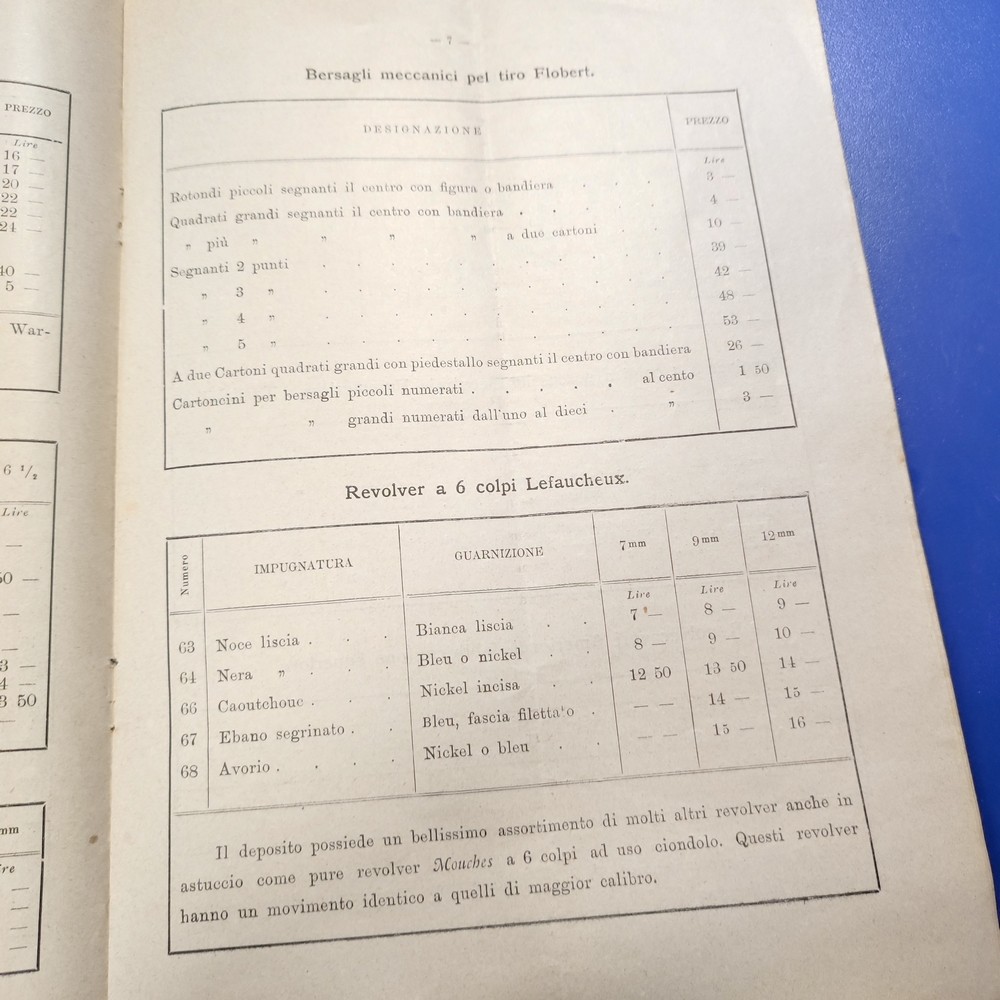 PREZZO
Lire
16 —
17 —
20 —
22 —
22 —
24 —
40 —
5 —
War-
6 1/2
Lire
—
50 —
—
—
3 —
4 —
3 50
—
mm
re
—
—
—
—
— 7 —
Bersagli meccanici pel tiro Flobert.
DESIGNAZIONE PREZZO
Lire
Rotondi piccoli segnanti il centro con figura o bandiera . . . 3 —
Quadrati grandi segnanti il centro con bandiera . . . . . 4 —
„ più „ „ „ „ a due cartoni . . 10 —
Segnanti 2 punti . . . . . . . . . . 39 —
„ 3 „ . . . . . . . . . . 42 —
„ 4 „ . . . . . . . . . . 48 —
„ 5 „ . . . . . . . . . . 53 —
A due Cartoni quadrati grandi con piedestallo segnanti il centro con bandiera 26 —
Cartoncini per bersagli piccoli numerati . . . . . al cento 1 50
„ „ grandi numerati dall'uno al dieci . „ 3 —
Revolver a 6 colpi Lefaucheux.
Numero IMPUGNATURA GUARNIZIONE 7 mm 9 mm 12 mm
Lire Lire Lire
63 Noce liscia . . . Bianca liscia . . 7 — 8 — 9 —
64 Nera „ . . . Bleu o nickel . . 8 — 9 — 10 —
66 Caoutchouc . . . Nickel incisa . . 12 50 13 50 14 —
67 Ebano segrinato . . Bleu, fascia filettato . — — 14 — 15 —
68 Avorio . . . . Nickel o bleu . . — — 15 — 16 —
Il deposito possiede un bellissimo assortimento di molti altri revolver anche in
astuccio come pure revolver Mouches a 6 colpi ad uso ciondolo. Questi revolver
hanno un movimento identico a quelli di maggior calibro.